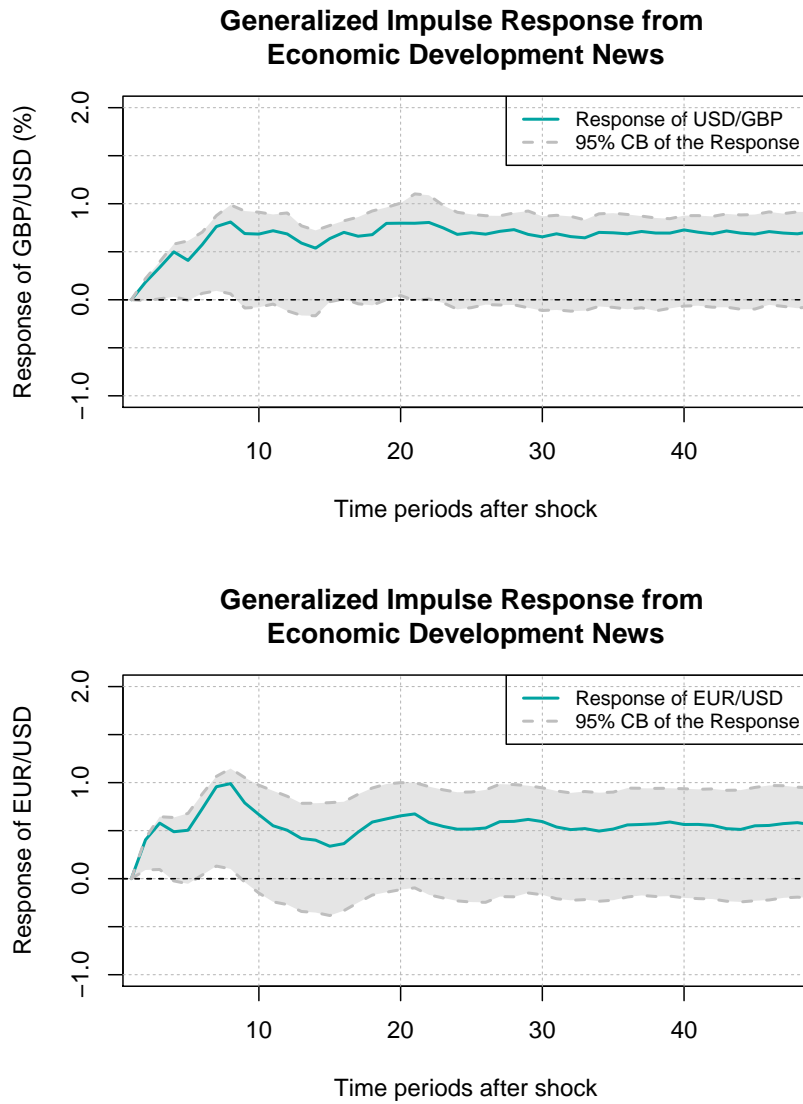 Generalized Impulse Response from
Economic Development News
Response of GBP/USD (%)
2.0
1.0
0.0
−1.0
Response of USD/GBP
95% CB of the Response
10 20 30 40
Time periods after shock
Generalized Impulse Response from
Economic Development News
Response of EUR/USD
2.0
1.0
0.0
−1.0
Response of EUR/USD
95% CB of the Response
10 20 30 40
Time periods after shock